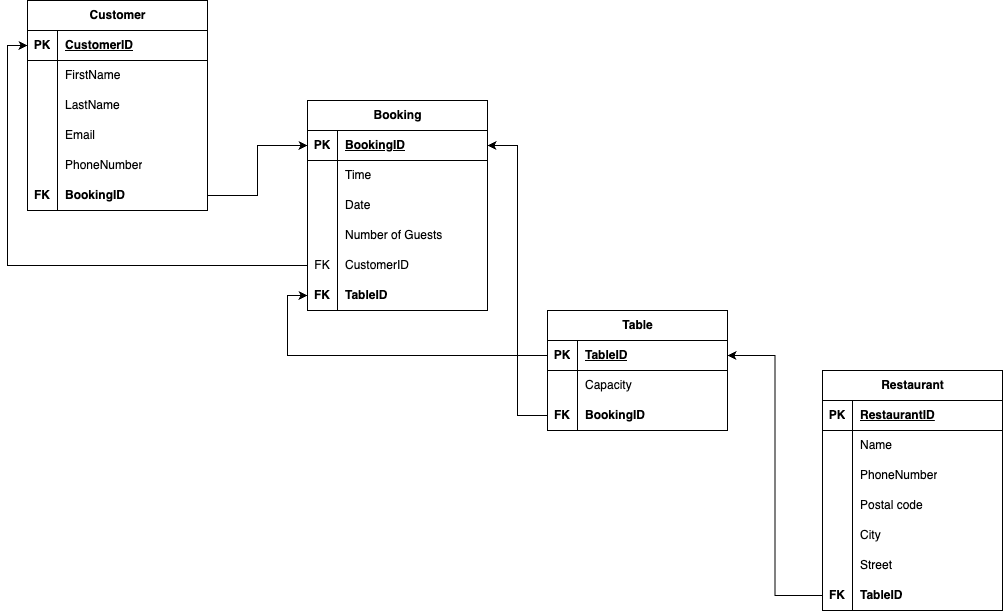 Customer
PK CustomerID
FirstName
LastName
Email
PhoneNumber
FK BookingID
Booking
PK BookingID
Time
Date
Number of Guests
FK CustomerID
FK TableID
Table
PK TableID
Capacity
FK BookingID
Restaurant
PK RestaurantID
Name
PhoneNumber
Postal code
City
Street
FK TableID